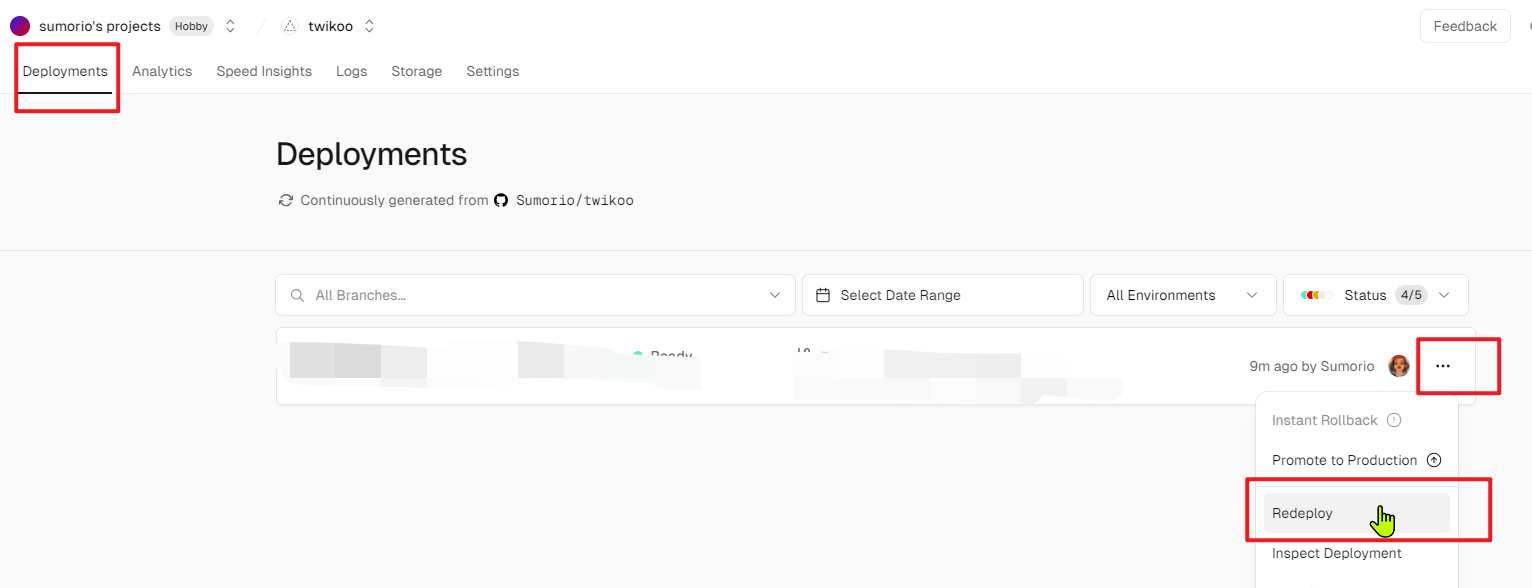 sumorio's projects Hobby / twikoo
Feedback
Deployments Analytics Speed Insights Logs Storage Settings
Deployments
Continuously generated from Sumorio/twikoo
All Branches... Select Date Range All Environments Status 4/5
Ready
9m ago by Sumorio
Instant Rollback
Promote to Production
Redeploy
Inspect Deployment